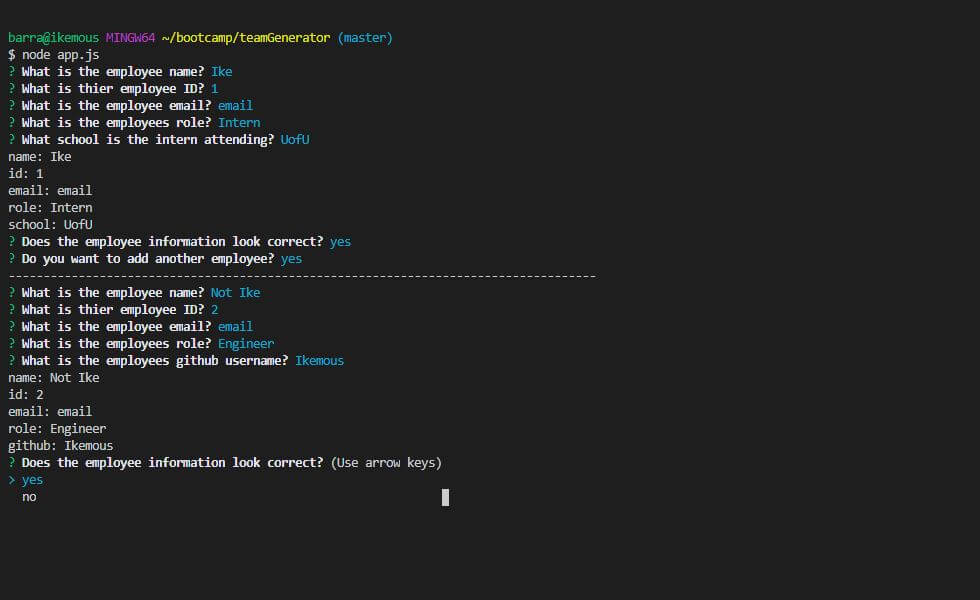 barra@ikemous MINGW64 ~/bootcamp/teamGenerator (master)
$ node app.js
? What is the employee name? Ike
? What is thier employee ID? 1
? What is the employee email? email
? What is the employees role? Intern
? What school is the intern attending? UofU
name: Ike
id: 1
email: email
role: Intern
school: UofU
? Does the employee information look correct? yes
? Do you want to add another employee? yes
------------------------------------------------------------------------------------
? What is the employee name? Not Ike
? What is thier employee ID? 2
? What is the employee email? email
? What is the employees role? Engineer
? What is the employees github username? Ikemous
name: Not Ike
id: 2
email: email
role: Engineer
github: Ikemous
? Does the employee information look correct? (Use arrow keys)
> yes
  no